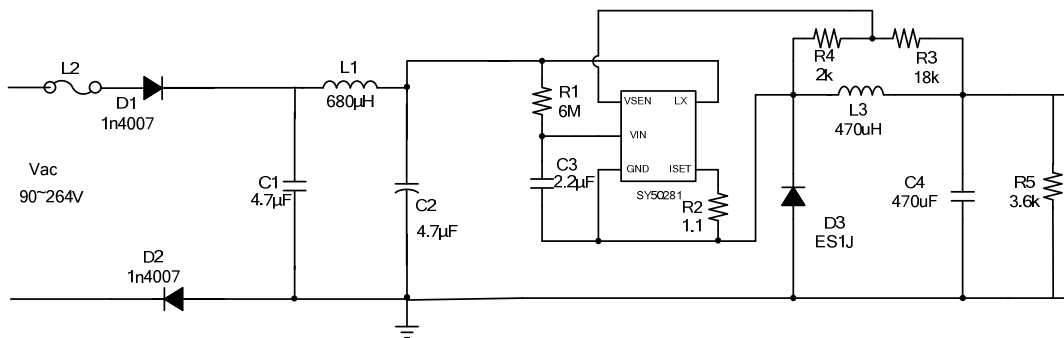 L2
D1
1n4007
L1
680µH
Vac
90~264V
C1
4.7µF
C2
4.7µF
D2
1n4007
R1
6M
C3
2.2µF
VSEN
LX
VIN
GND
ISET
SY50281
R2
1.1
R4
2k
R3
18k
L3
470uH
D3
ES1J
C4
470uF
R5
3.6k